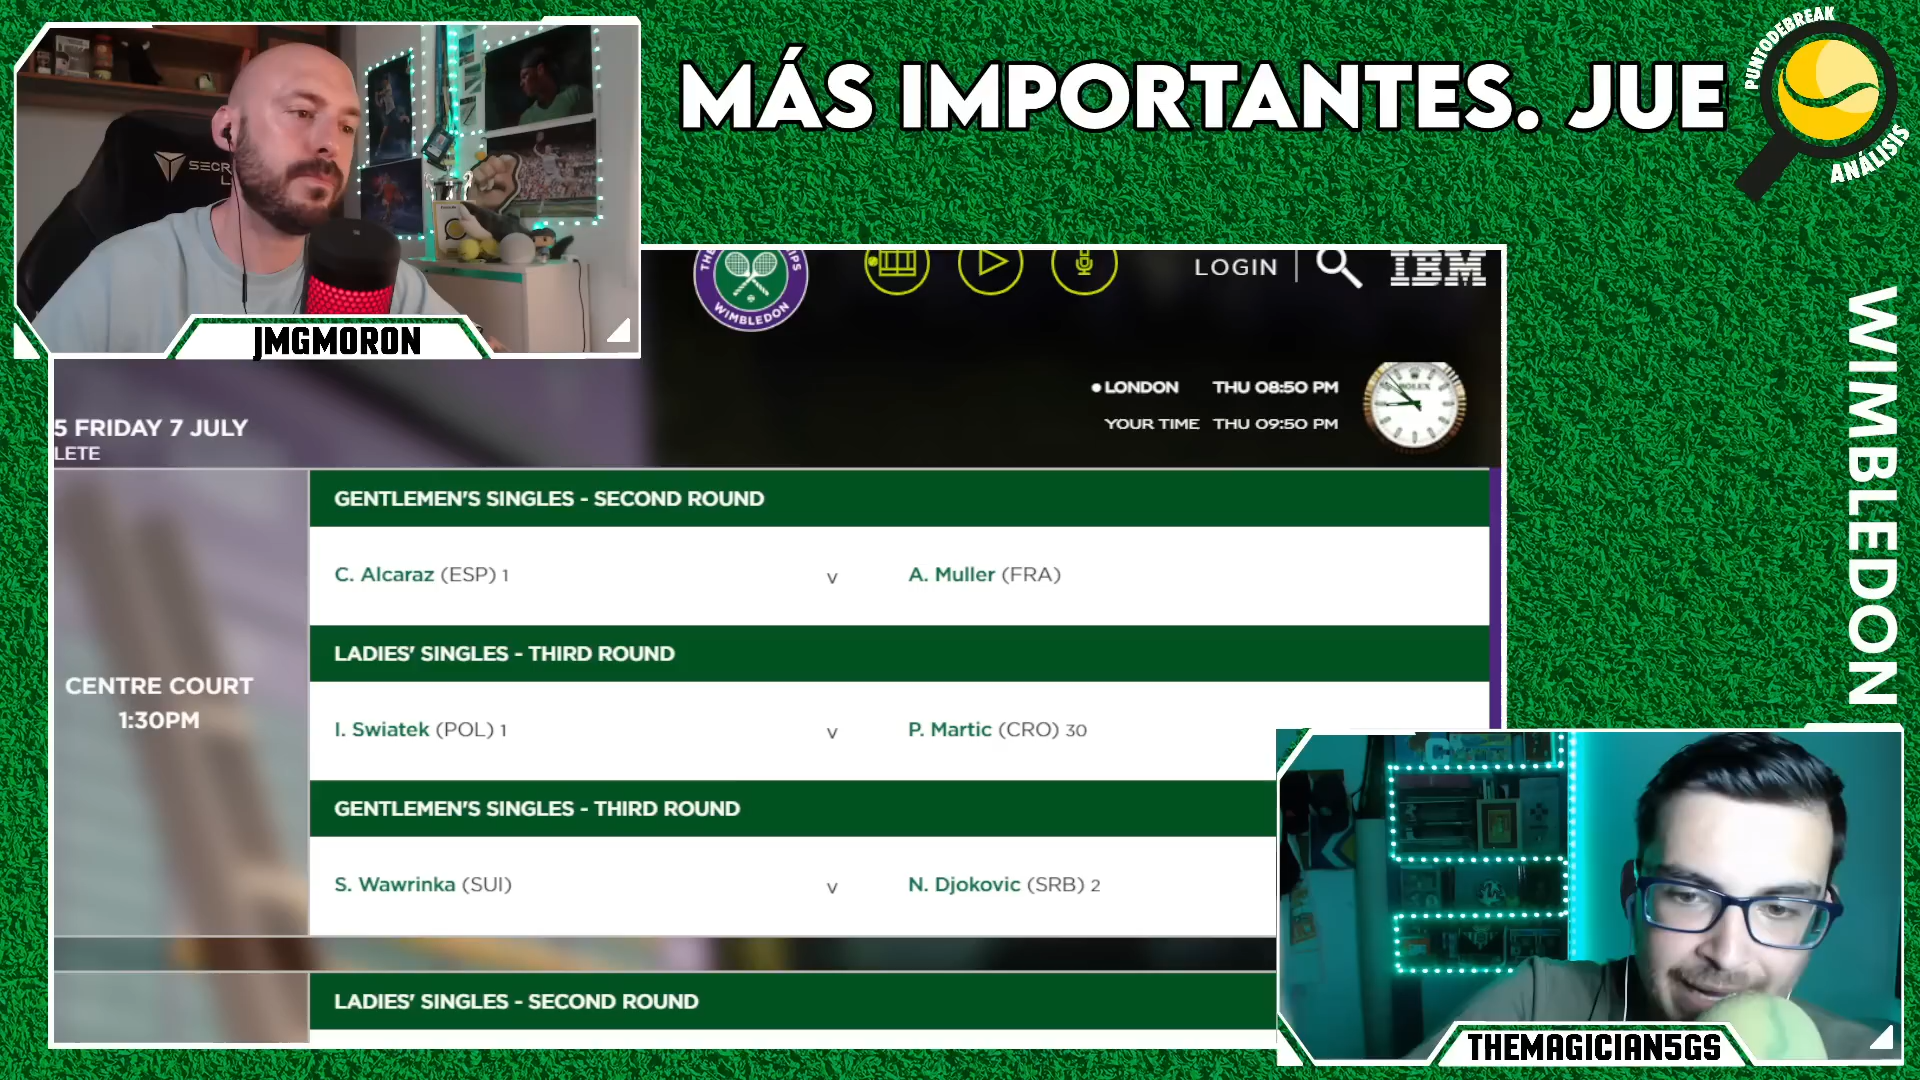 MÁS IMPORTANTES. JUE
PUNTODEBREAK
ANÁLISIS
SECR
L
JMGMORON
WIMBLEDON
LOGIN
IBM
LONDON THU 08:50 PM
YOUR TIME THU 09:50 PM
ROLEX
5 FRIDAY 7 JULY
LETE
GENTLEMEN'S SINGLES - SECOND ROUND
C. Alcaraz (ESP) 1 v A. Muller (FRA)
LADIES' SINGLES - THIRD ROUND
CENTRE COURT
1:30PM
I. Swiatek (POL) 1 v P. Martic (CRO) 30
GENTLEMEN'S SINGLES - THIRD ROUND
S. Wawrinka (SUI) v N. Djokovic (SRB) 2
LADIES' SINGLES - SECOND ROUND
WIMBLEDON
THEMAGICIAN5GS